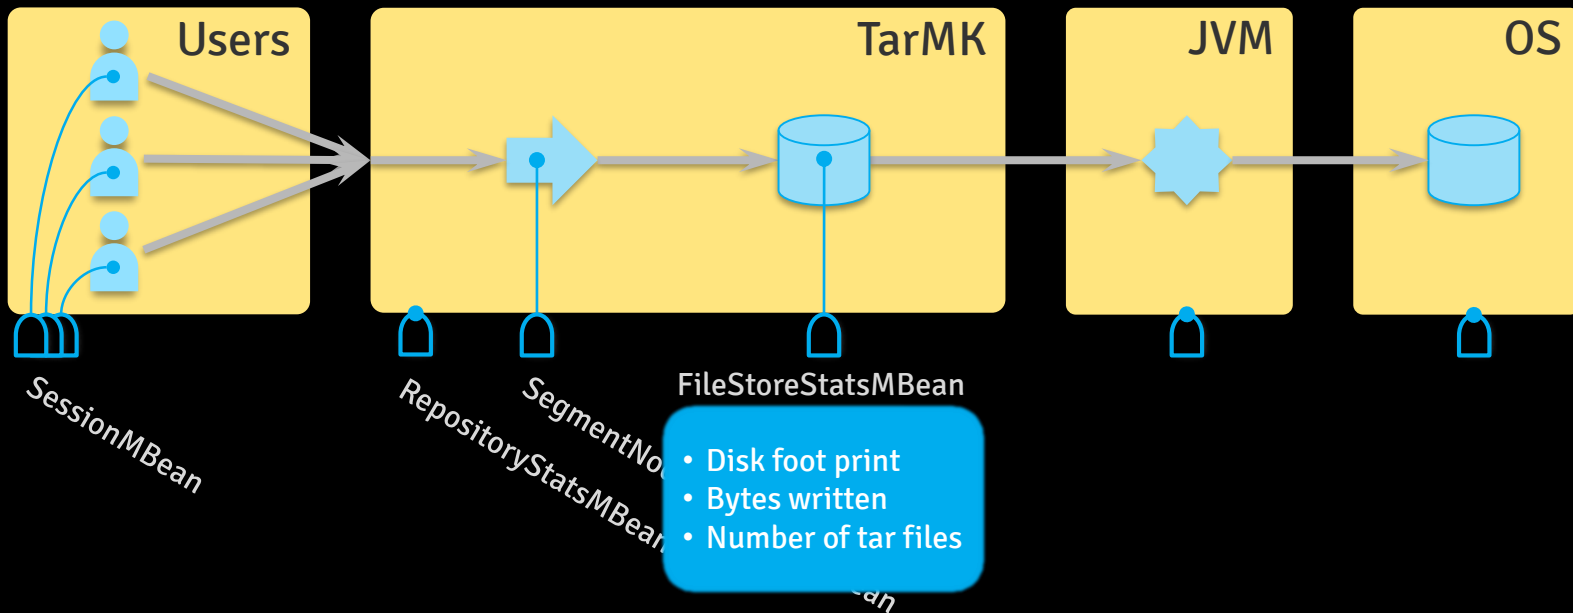 Users
TarMK
JVM
OS
SessionMBean
RepositoryStatsMBean
FileStoreStatsMBean
• Disk foot print
• Bytes written
• Number of tar files